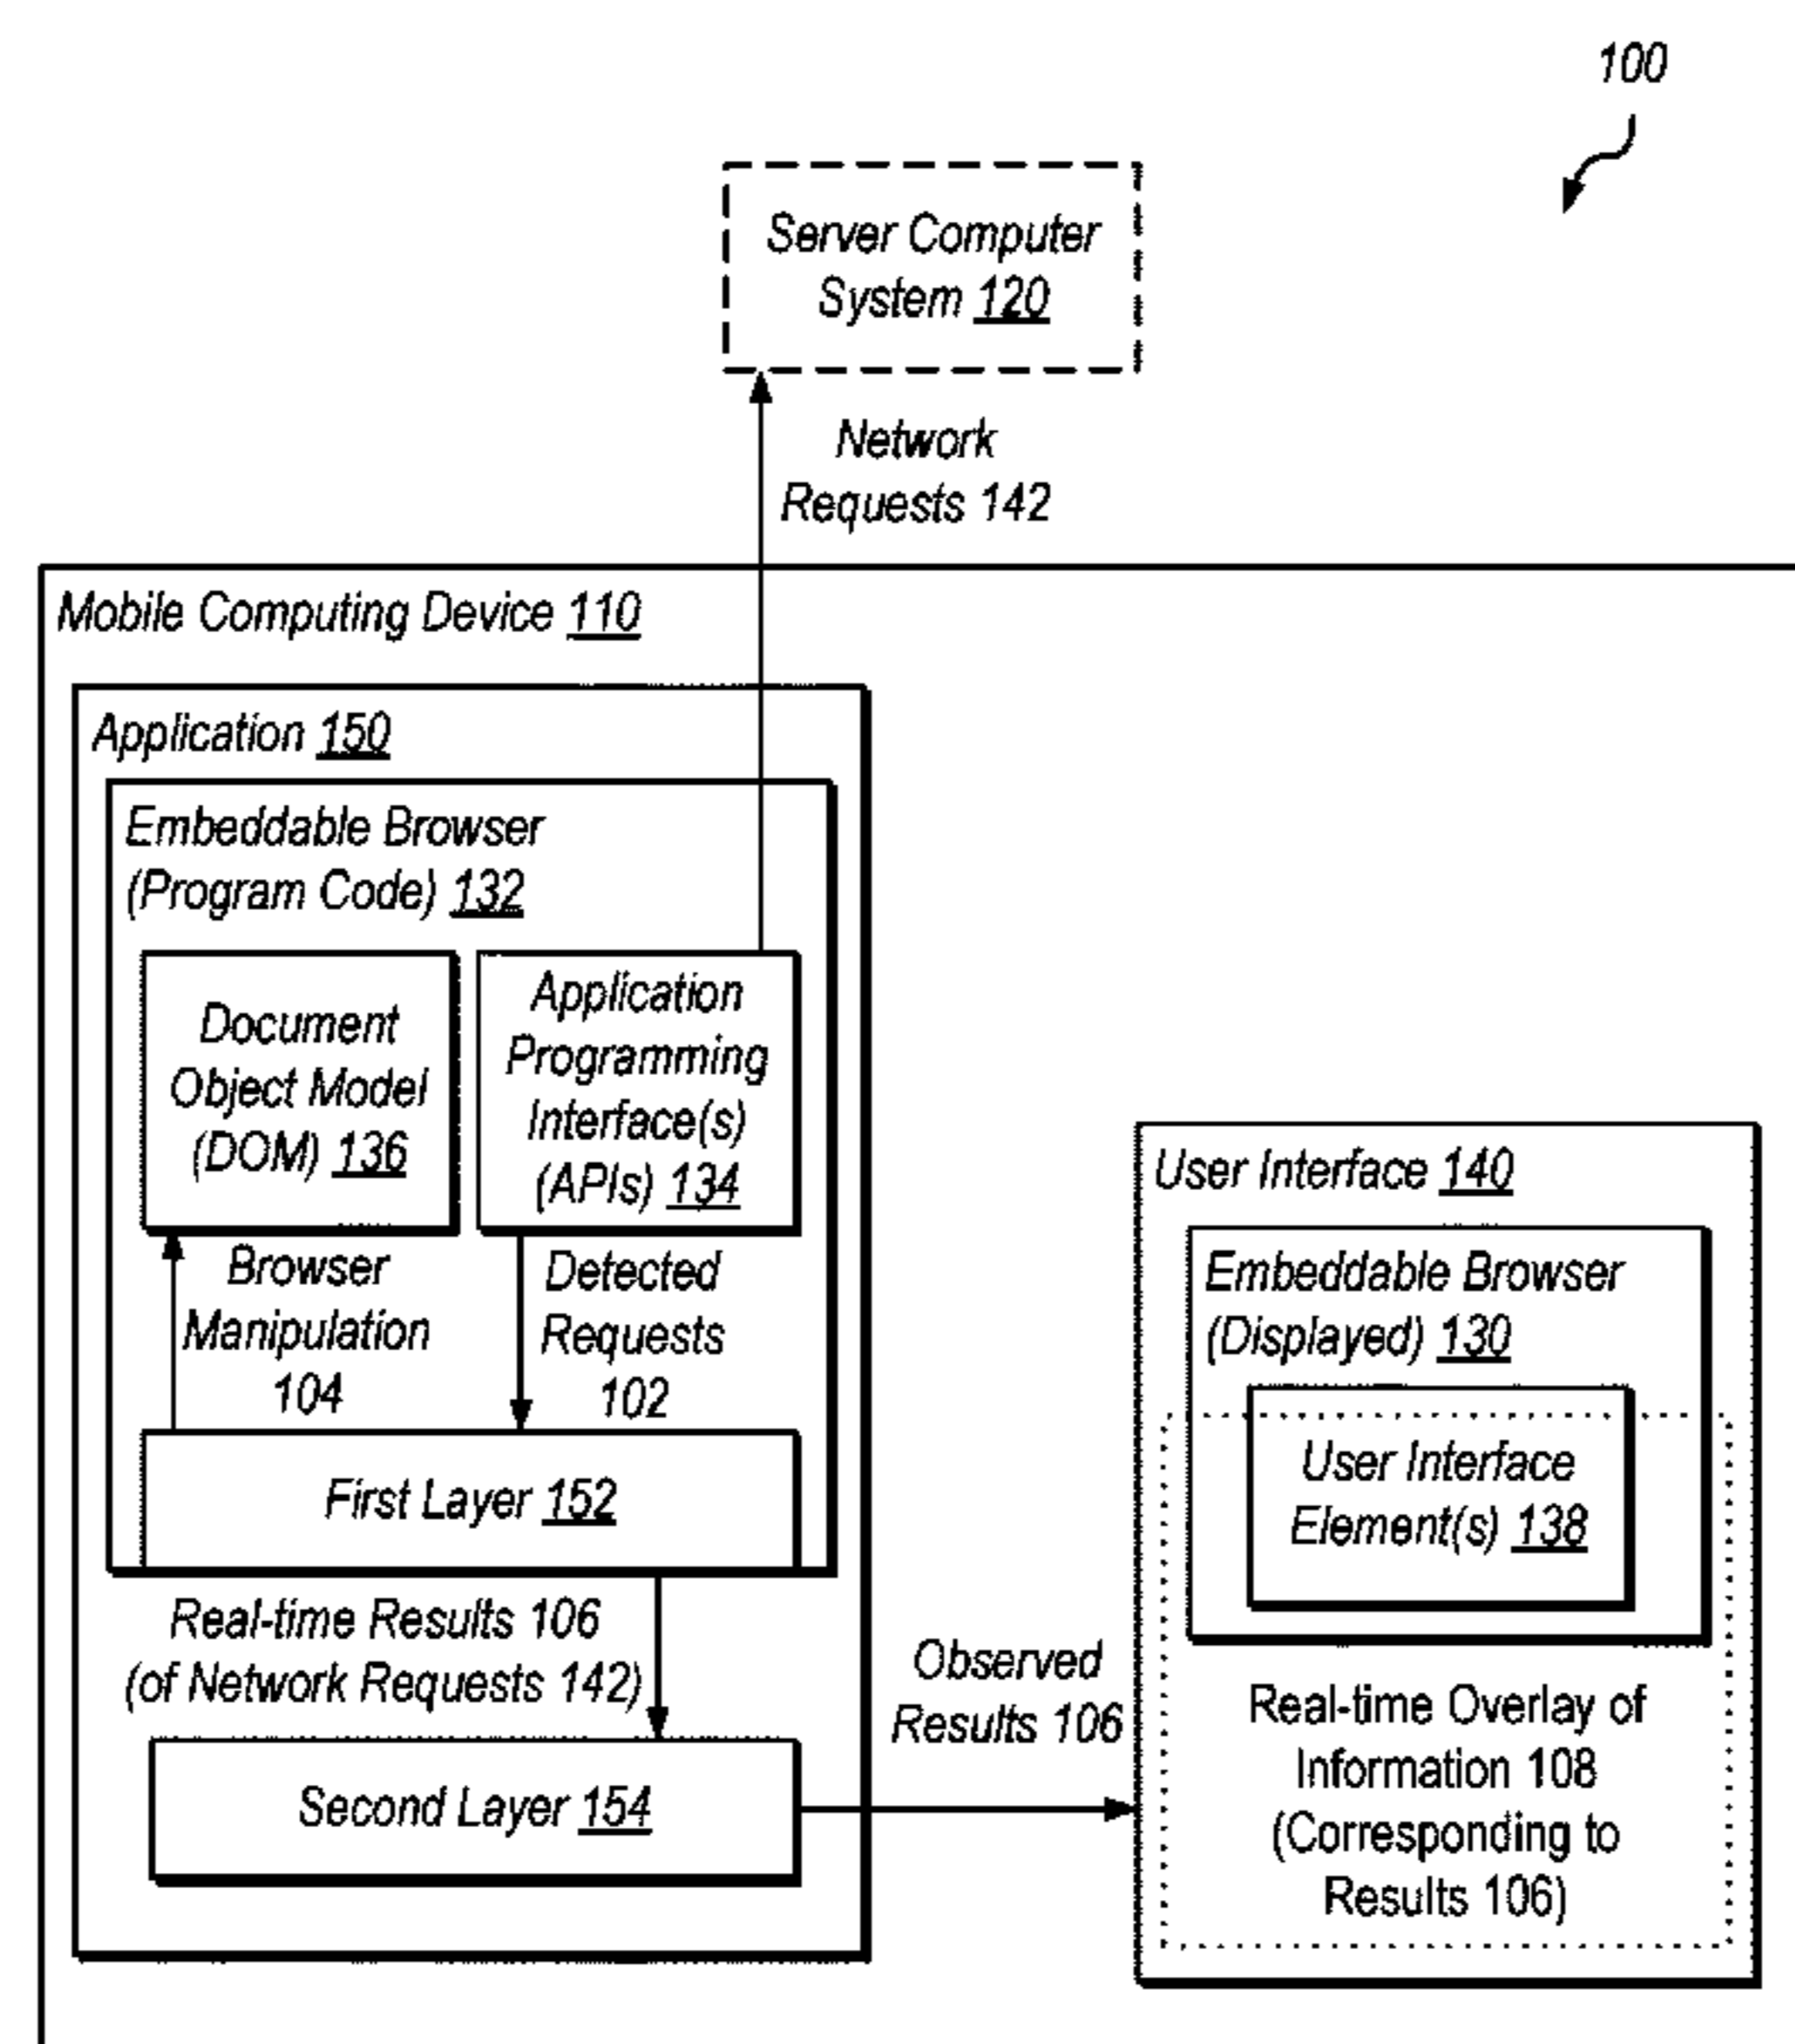 100
Server Computer
System 120
Network
Requests 142
Mobile Computing Device 110
Application 150
Embeddable Browser
(Program Code) 132
Document
Object Model
(DOM) 136
Application
Programming
Interface(s)
(APIs) 134
Browser
Manipulation
104
Detected
Requests
102
First Layer 152
Real-time Results 106
(of Network Requests 142)
Second Layer 154
Observed
Results 106
User Interface 140
Embeddable Browser
(Displayed) 130
User Interface
Element(s) 138
Real-time Overlay of
Information 108
(Corresponding to
Results 106)